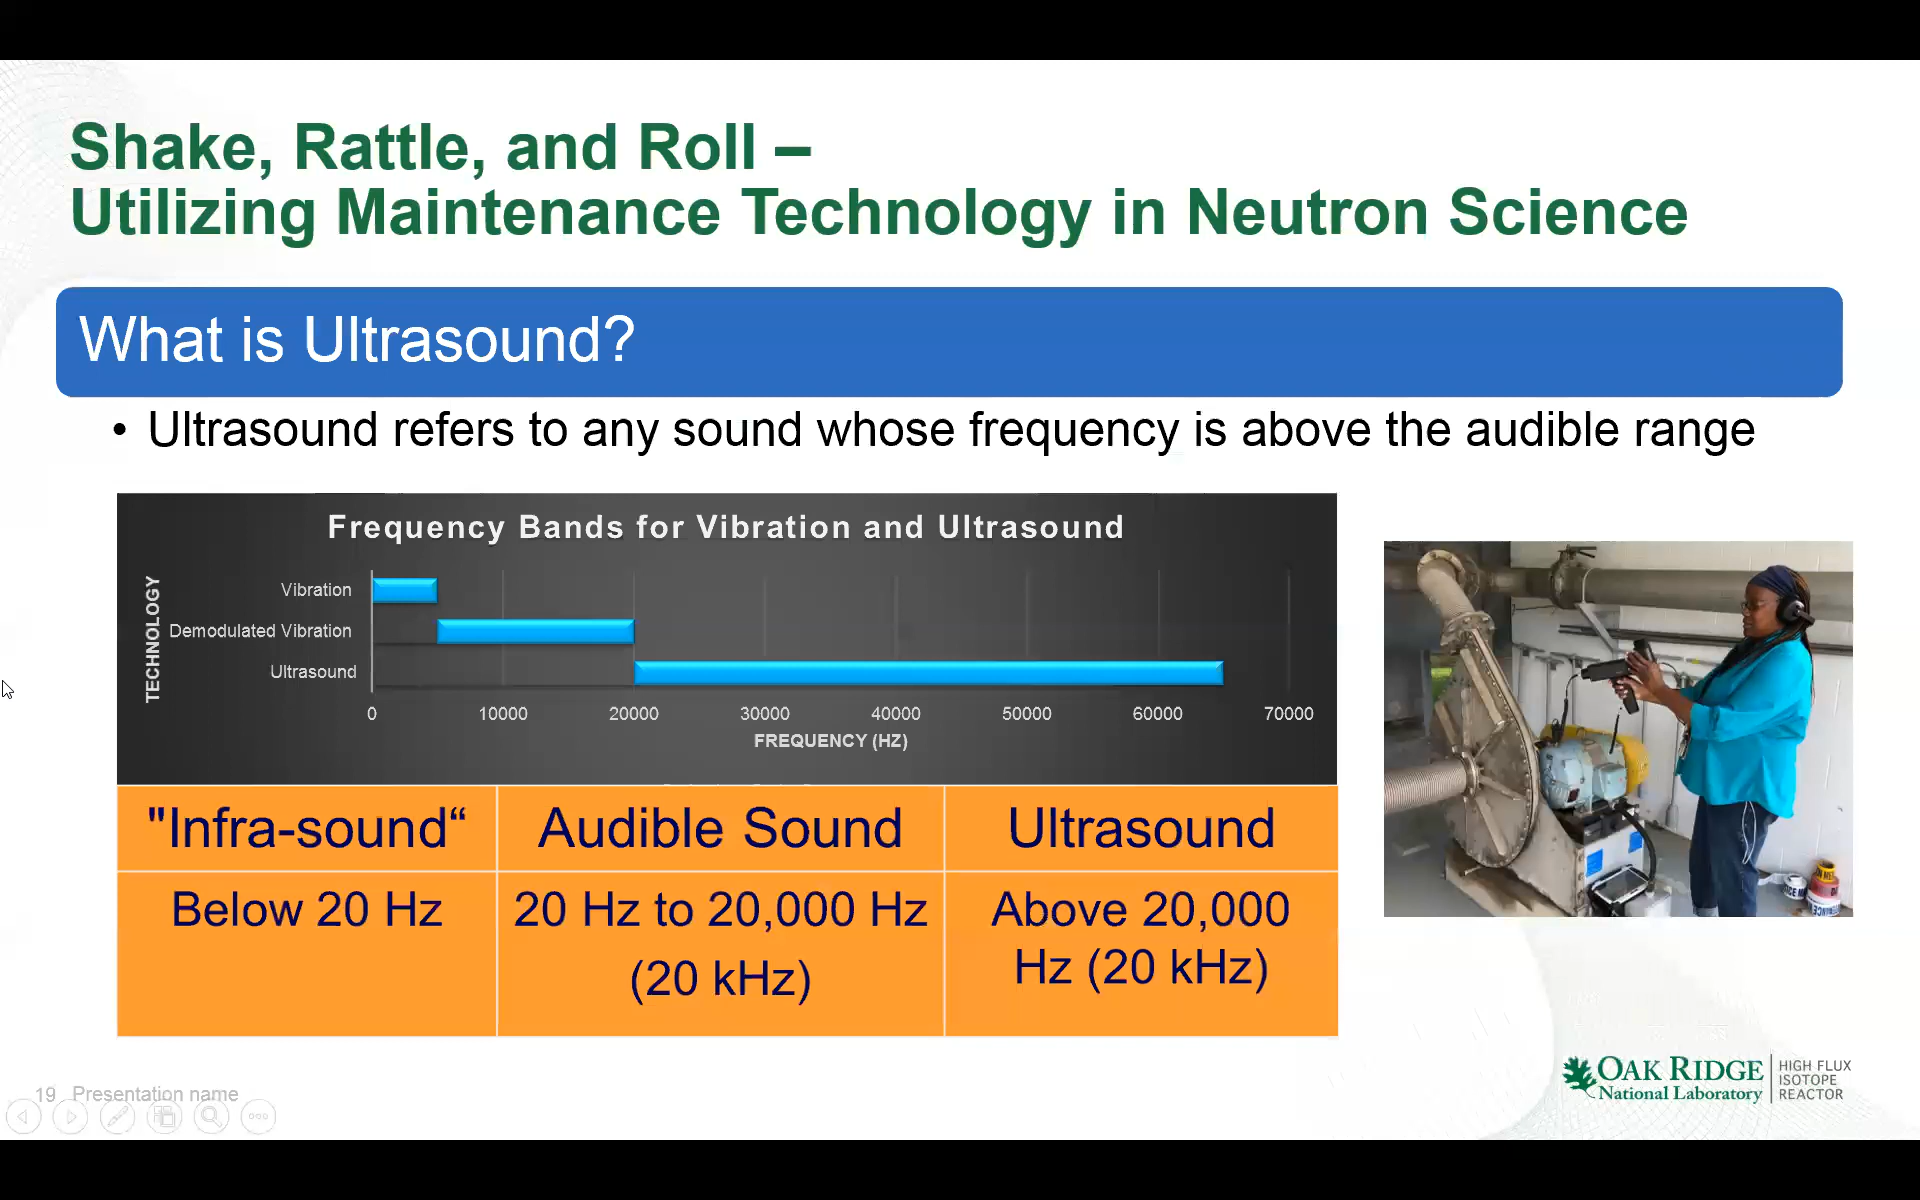 Shake, Rattle, and Roll –
Utilizing Maintenance Technology in Neutron Science
What is Ultrasound?
• Ultrasound refers to any sound whose frequency is above the audible range
Frequency Bands for Vibration and Ultrasound
TECHNOLOGY
Vibration
Demodulated Vibration
Ultrasound
0 10000 20000 30000 40000 50000 60000 70000
FREQUENCY (HZ)
"Infra-sound“ Audible Sound Ultrasound
Below 20 Hz
20 Hz to 20,000 Hz
(20 kHz)
Above 20,000
Hz (20 kHz)
OAK RIDGE
National Laboratory
HIGH FLUX
ISOTOPE
REACTOR
19 Presentation name